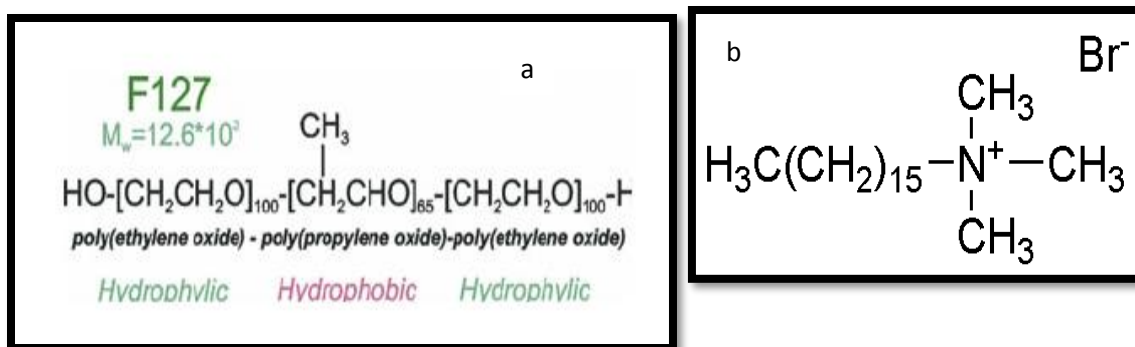 a
F127
M_w=12.6*10³
CH₃
HO-[CH₂CH₂O]₁₀₀-[CH₂CHO]₆₅-[CH₂CH₂O]₁₀₀-H
poly(ethylene oxide) - poly(propylene oxide)-poly(ethylene oxide)
Hydrophylic Hydrophobic Hydrophylic
b
Br⁻
CH₃
H₃C(CH₂)₁₅-N⁺-CH₃
CH₃